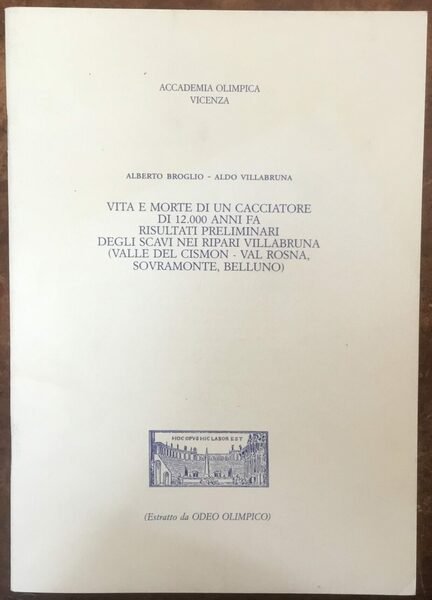 ACCADEMIA OLIMPICA
VICENZA
ALBERTO BROGLIO - ALDO VILLABRUNA
VITA E MORTE DI UN CACCIATORE
DI 12.000 ANNI FA
RISULTATI PRELIMINARI
DEGLI SCAVI NEI RIPARI VILLABRUNA
(VALLE DEL CISMON - VAL ROSNA,
SOVRAMONTE, BELLUNO)
HOC OPVS HIC LABOR EST
(Estratto da ODEO OLIMPICO)